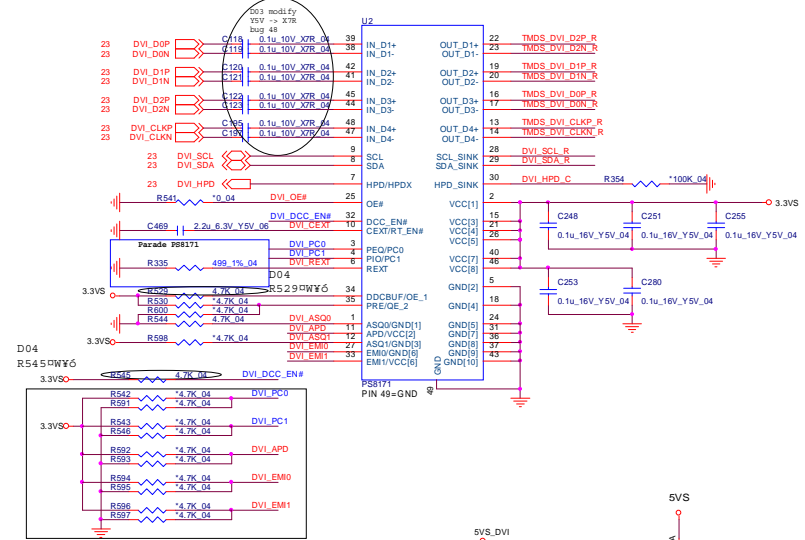 D03 modify
Y5V -> X7R
bug 48
U2
23 DVI_D0P C118 0.1u_10V_X7R_04 39 IN_D1+ OUT_D1+ 22 TMDS_DVI_D2P_R
23 DVI_D0N C119 0.1u_10V_X7R_04 38 IN_D1- OUT_D1- 23 TMDS_DVI_D2N_R
23 DVI_D1P C120 0.1u_10V_X7R_04 42 IN_D2+ OUT_D2+ 19 TMDS_DVI_D1P_R
23 DVI_D1N C121 0.1u_10V_X7R_04 41 IN_D2- OUT_D2- 20 TMDS_DVI_D1N_R
23 DVI_D2P C122 0.1u_10V_X7R_04 45 IN_D3+ OUT_D3+ 16 TMDS_DVI_D0P_R
23 DVI_D2N C123 0.1u_10V_X7R_04 44 IN_D3- OUT_D3- 17 TMDS_DVI_D0N_R
23 DVI_CLKP C195 0.1u_10V_X7R_04 48 IN_D4+ OUT_D4+ 13 TMDS_DVI_CLKP_R
23 DVI_CLKN 0.1u_10V_X7R_04 47 IN_D4- OUT_D4- 14 TMDS_DVI_CLKN_R
23 DVI_SCL 9 SCL SCL_SINK 28 DVI_SCL_R
23 DVI_SDA 8 SDA SDA_SINK 29 DVI_SDA_R
23 DVI_HPD 7 HPD/HPDX HPD_SINK 30 DVI_HPD_C R354 *100K_04
R541 *0_04 DVI_OE# 25 OE# VCC[1] 2 3.3VS
DVI_DCC_EN# 32 DCC_EN# VCC[3] 15 C248 C251 C255
C469 2.2u_6.3V_Y5V_06 DVI_CEXT 10 CEXT/RT_EN# VCC[4] 21
VCC[5] 26 0.1u_16V_Y5V_04 0.1u_16V_Y5V_04 0.1u_16V_Y5V_04
Parade PS8171 DVI_PC0 3 PEQ/PC0
DVI_PC1 4 PIO/PC1 VCC[7] 40
R335 499_1%_04 DVI_REXT 6 REXT VCC[8] 46
D04
R529¤W¥ó
GND[2] 5 C253 C280
3.3VS R529 4.7K_04 34 DDCBUF/OE_1
R530 *4.7K_04 35 PRE/QE_2 GND[4] 18 0.1u_16V_Y5V_04 0.1u_16V_Y5V_04
R600 *4.7K_04
R544 4.7K_04 DVI_ASQ0 1 ASQ0/GND[1] GND[5] 24
DVI_APD 11 APD/VCC[2] GND[7] 31
3.3VS R598 *4.7K_04 DVI_ASQ1 12 ASQ1/GND[3] GND[8] 36
DVI_EMI0 27 EMI0/GND[6] GND[9] 37
DVI_EMI1 33 EMI1/VCC[6] GND[10] 43
D04
R545¤W¥ó
GND
3.3VS R545 4.7K_04 DVI_DCC_EN#
PS8171 49
PIN 49=GND
R542 *4.7K_04 DVI_PC0
R591 *4.7K_04
3.3VS R543 *4.7K_04 DVI_PC1
R546 *4.7K_04
R592 *4.7K_04 DVI_APD
R593 *4.7K_04
R594 *4.7K_04 DVI_EMI0
R595 *4.7K_04
R596 *4.7K_04 DVI_EMI1
R597 *4.7K_04
5VS
5VS_DVI
A